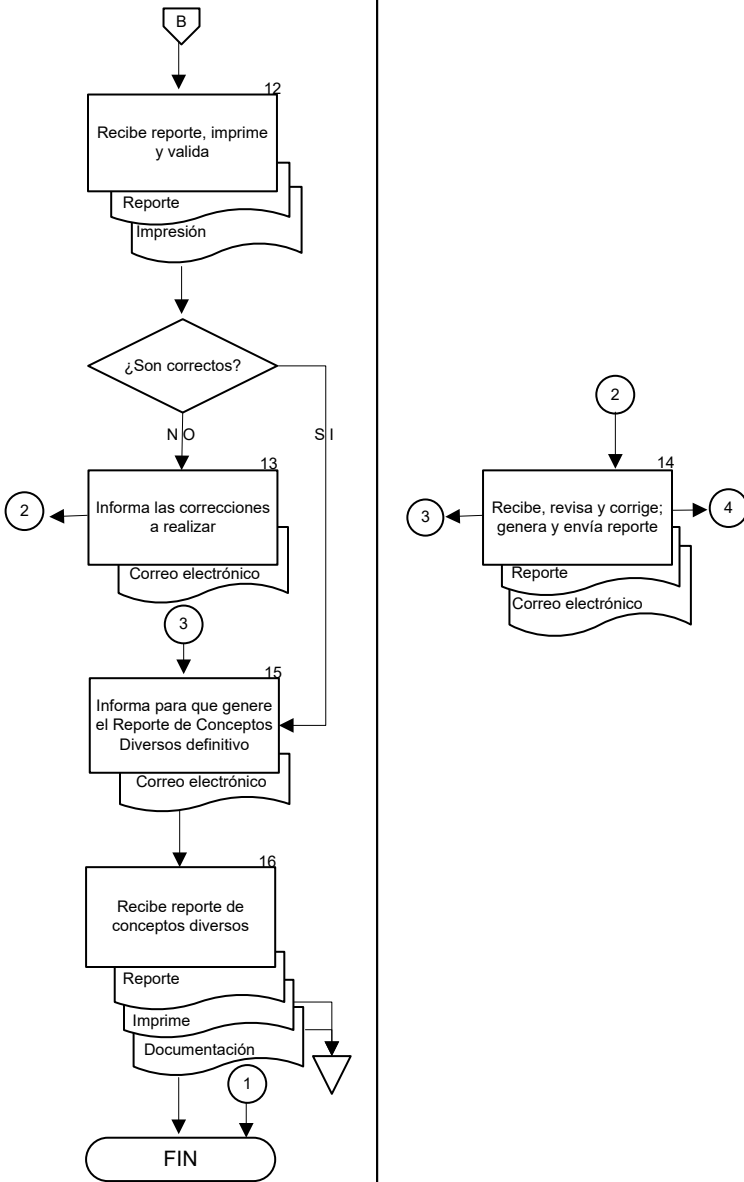 B
12
Recibe reporte, imprime
y valida
Reporte
Impresión
¿Son correctos?
NO
SI
13
Informa las correcciones
a realizar
2
Correo electrónico
3
15
Informa para que genere
el Reporte de Conceptos
Diversos definitivo
Correo electrónico
16
Recibe reporte de
conceptos diversos
Reporte
Imprime
Documentación
1
FIN
2
14
Recibe, revisa y corrige;
genera y envía reporte
3
4
Reporte
Correo electrónico